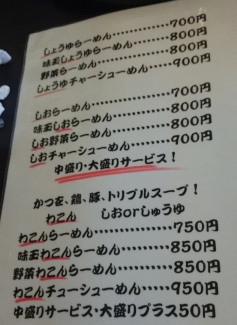 しょうゆらーめん‥‥‥‥‥700円
味玉しょうゆらーめん‥‥‥800円
野菜らーめん‥‥‥‥‥‥‥800円
しょうゆチャーシューめん‥900円
しおらーめん‥‥‥‥‥‥‥700円
味玉しおらーめん‥‥‥‥‥800円
しお野菜らーめん‥‥‥‥‥800円
しおチャーシューめん‥‥‥900円
中盛り・大盛りサービス！
かつを、鶏、豚、トリプルスープ！
わこん　しおorしょうゆ
わこんらーめん‥‥‥‥‥‥750円
味玉わこんらーめん‥‥‥‥850円
野菜わこんらーめん‥‥‥‥850円
わこんチューシューめん‥‥950円
中盛りサービス・大盛りプラス50円